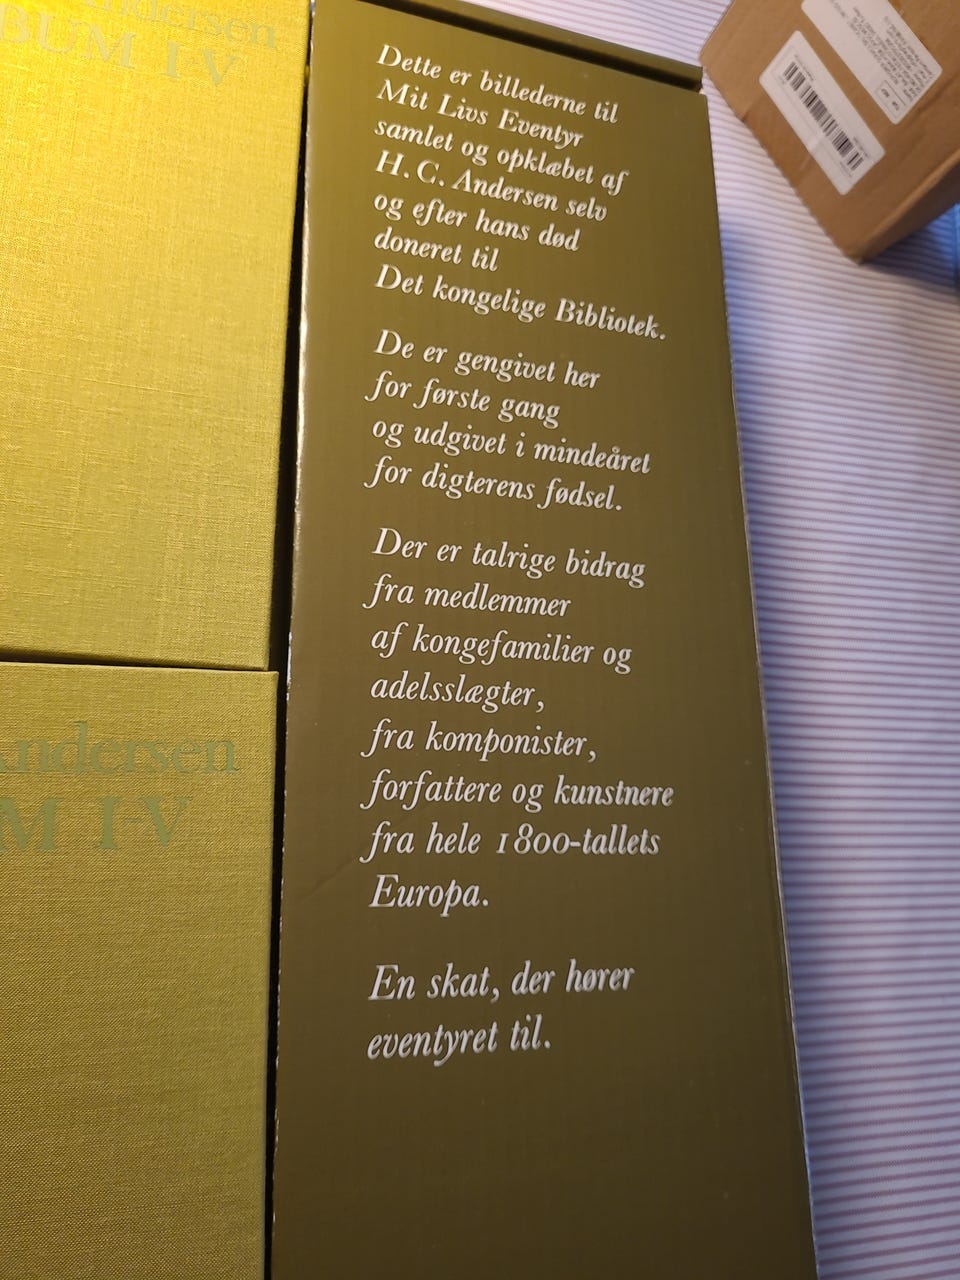 Andersen
BUM I-V
Dette er billederne til
Mit Livs Eventyr
samlet og opklæbet af
H. C. Andersen selv
og efter hans død
doneret til
Det kongelige Bibliotek.
De er gengivet her
for første gang
og udgivet i mindeåret
for digterens fødsel.
Der er talrige bidrag
fra medlemmer
af kongefamilier og
adelsslægter,
fra komponister,
forfattere og kunstnere
fra hele 1800-tallets
Europa.
En skat, der hører
eventyret til.
Andersen
M I-V